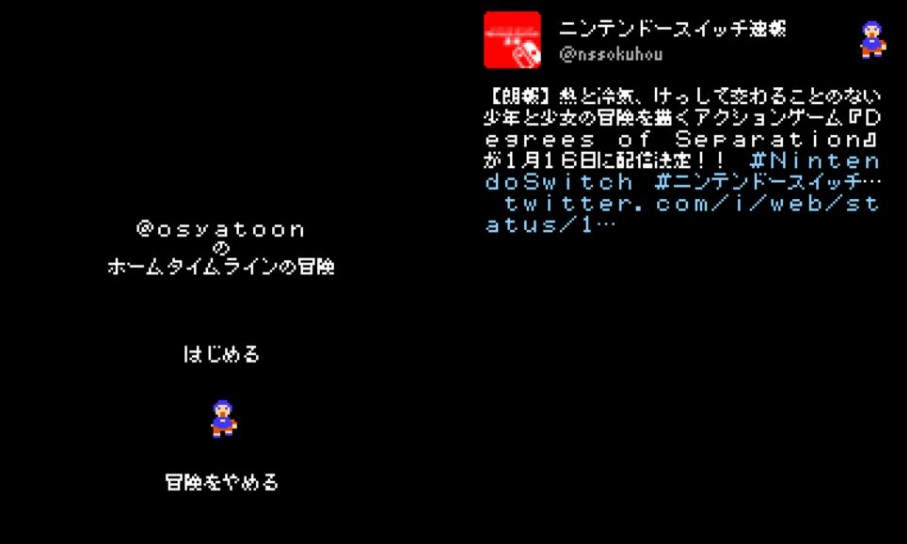 @osyatoon
の
ホームタイムラインの冒険
はじめる
冒険をやめる
ニンテンドースイッチ速報
@nssokuhou
【朗報】熱と冷気、けっして交わることのない
少年と少女の冒険を描くアクションゲーム『D
egrees of Separation』
が1月16日に配信決定！！ #Ninten
doSwitch #ニンテンドースイッチ…
twitter.com/i/web/st
atus/1…